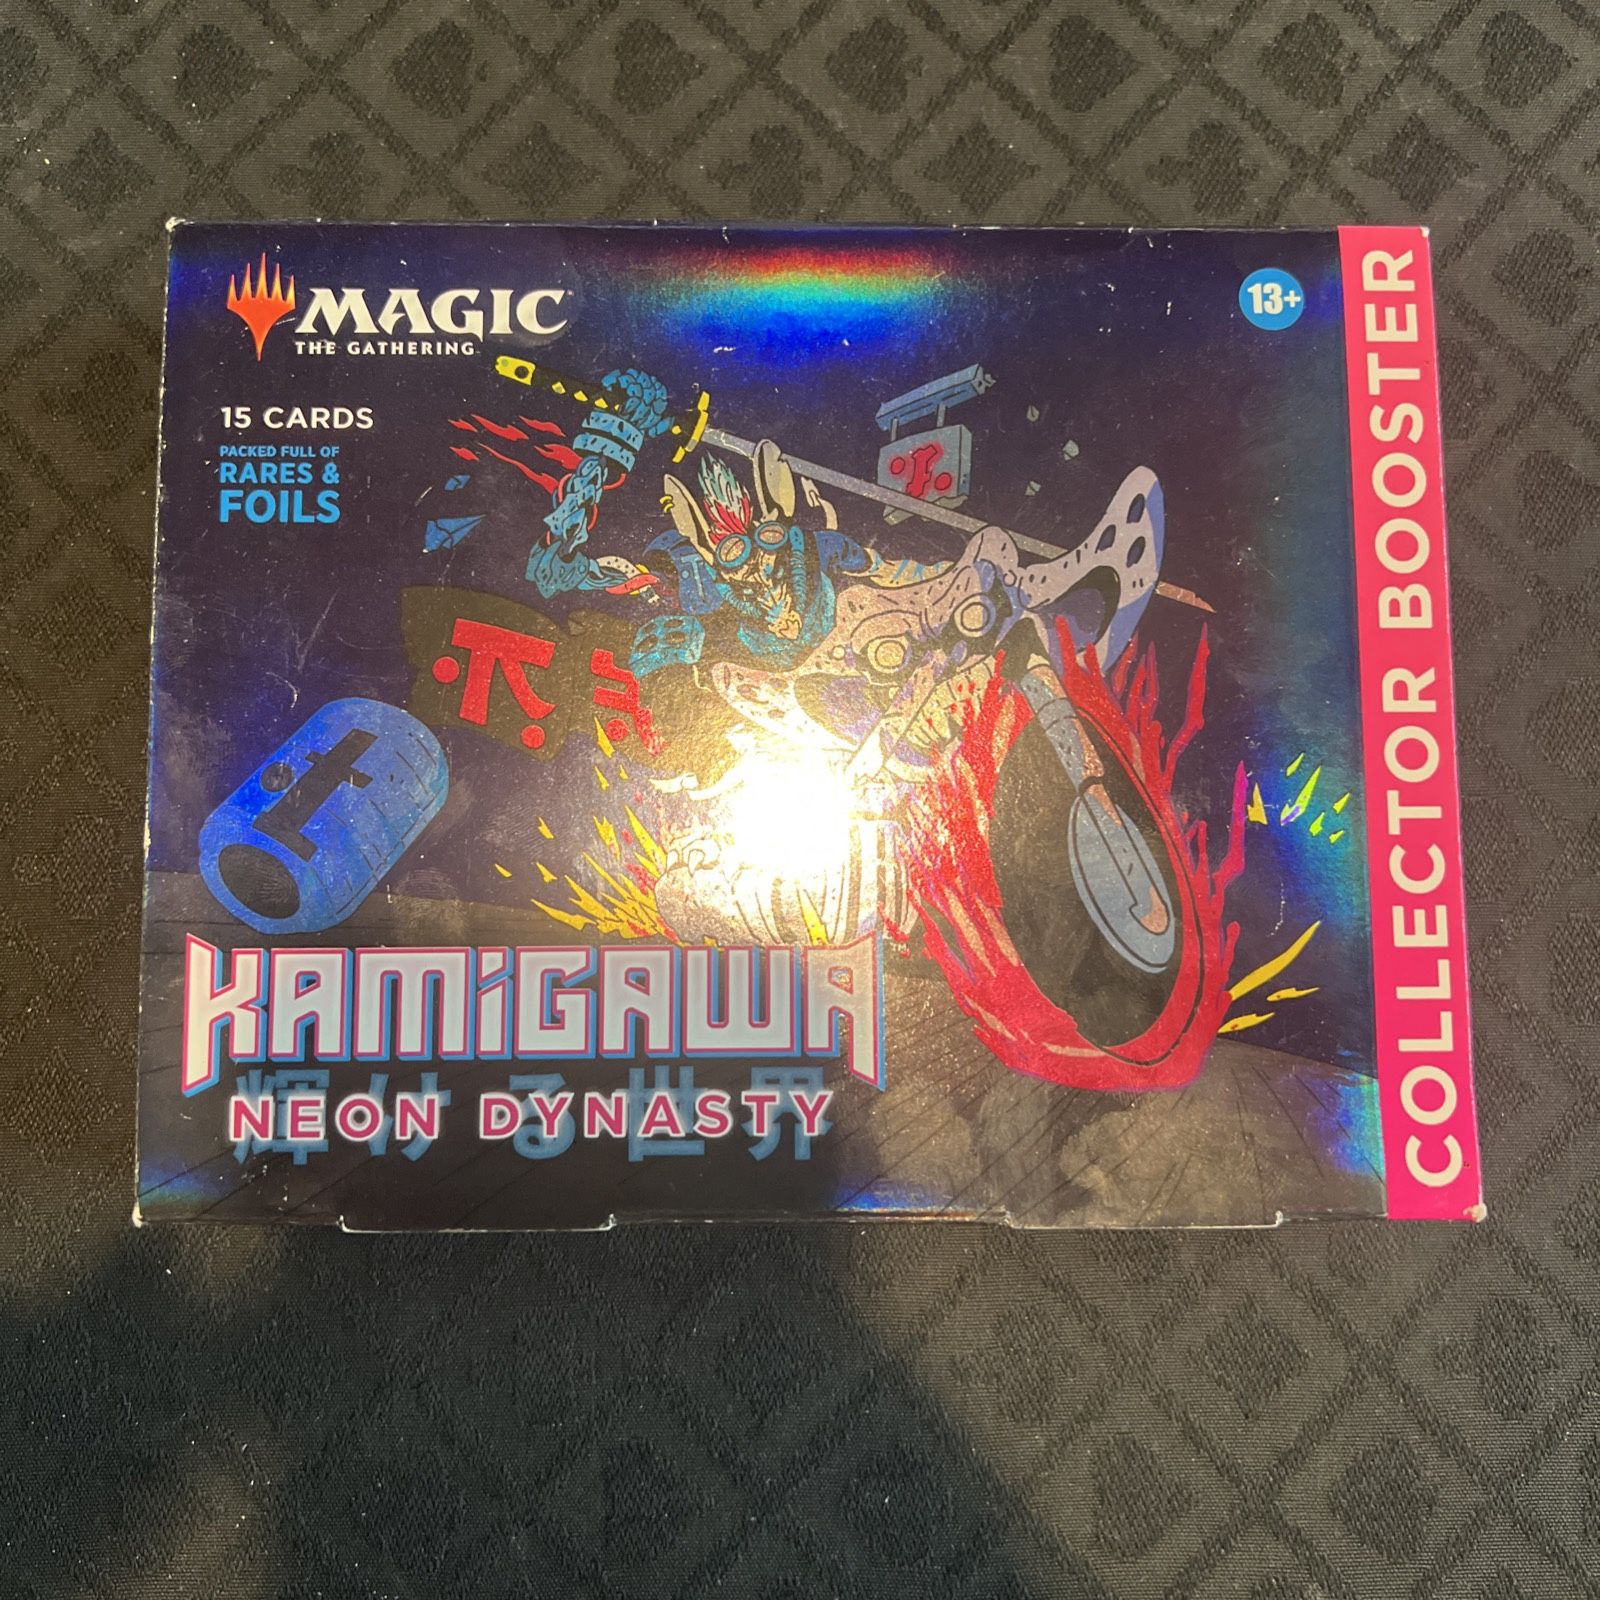 MAGIC
THE GATHERING
15 CARDS
PACKED FULL OF
RARES &
FOILS
13+
COLLECTOR BOOSTER
KAMIGAWA
NEON DYNASTY
輝ける世界